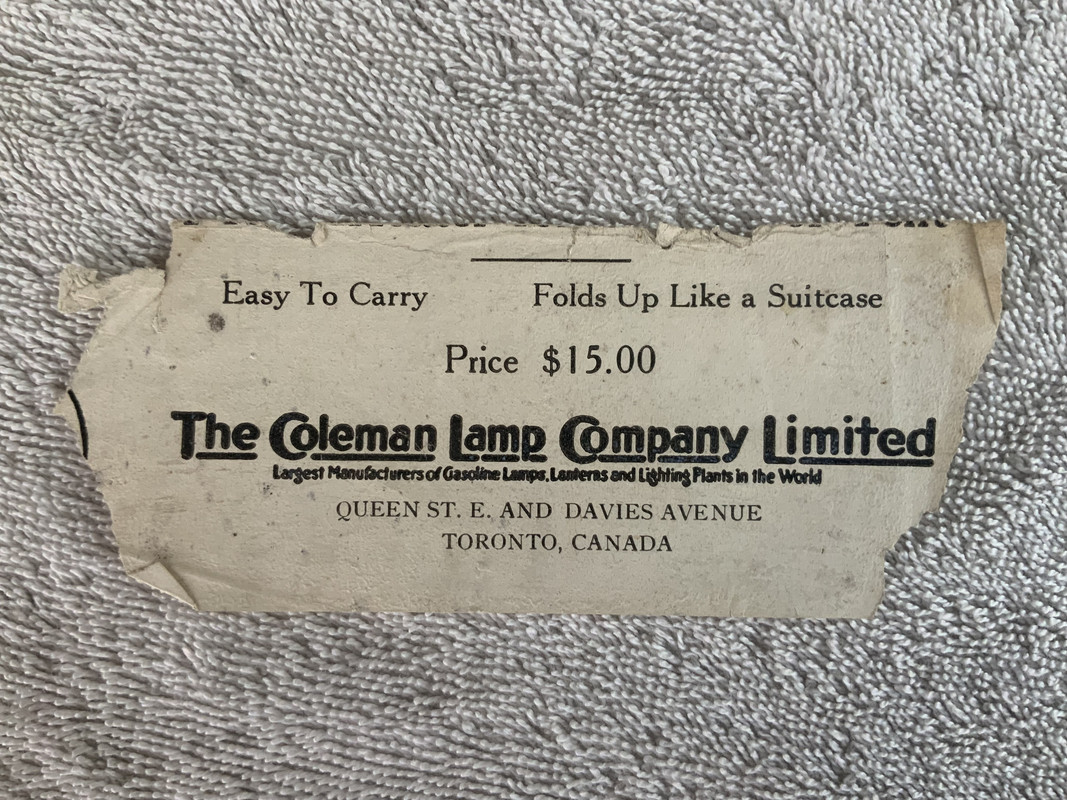 Easy To Carry Folds Up Like a Suitcase
Price $15.00
The Coleman Lamp Company Limited
Largest Manufacturers of Gasoline Lamps, Lanterns and Lighting Plants in the World
QUEEN ST. E. AND DAVIES AVENUE
TORONTO, CANADA